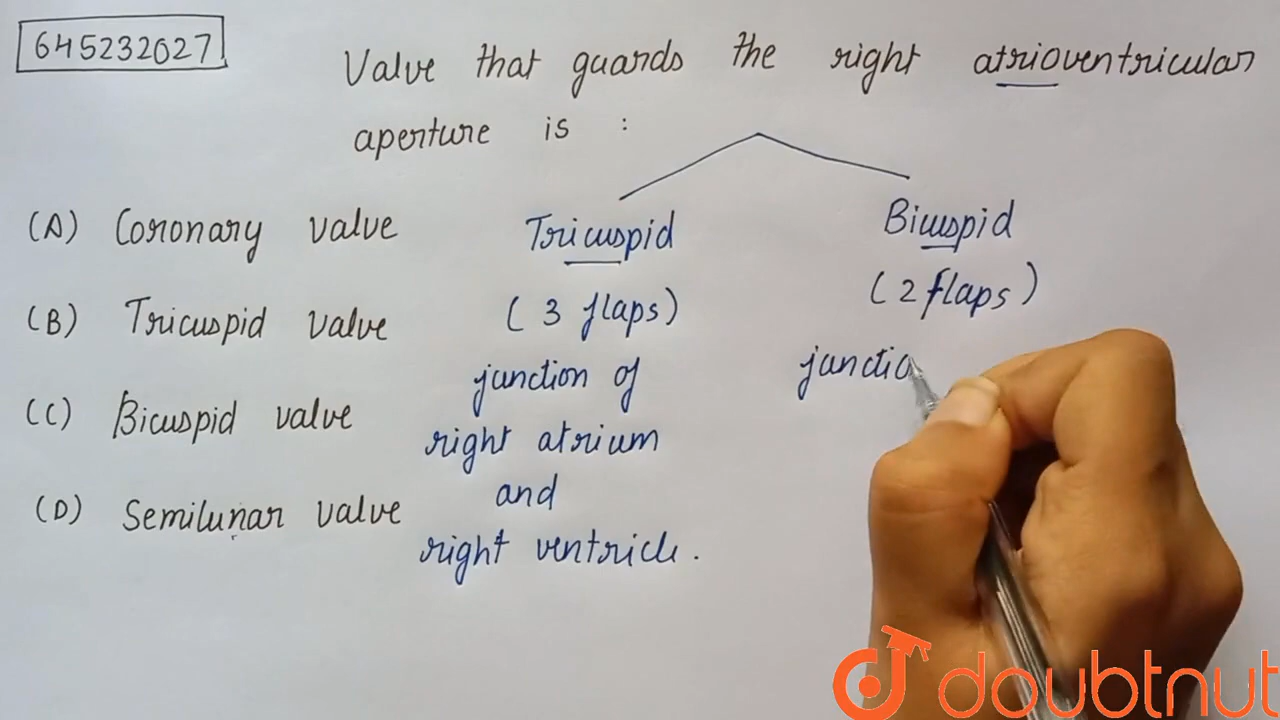 645232027
Valve that guards the right atrioventricular
aperture is :
(A) Coronary valve
(B) Tricuspid valve
(C) Bicuspid valve
(D) Semilunar valve
Tricuspid
(3 flaps)
junction of
right atrium
and
right ventricle.
Bicuspid
(2 flaps)
junctio
doubtnut